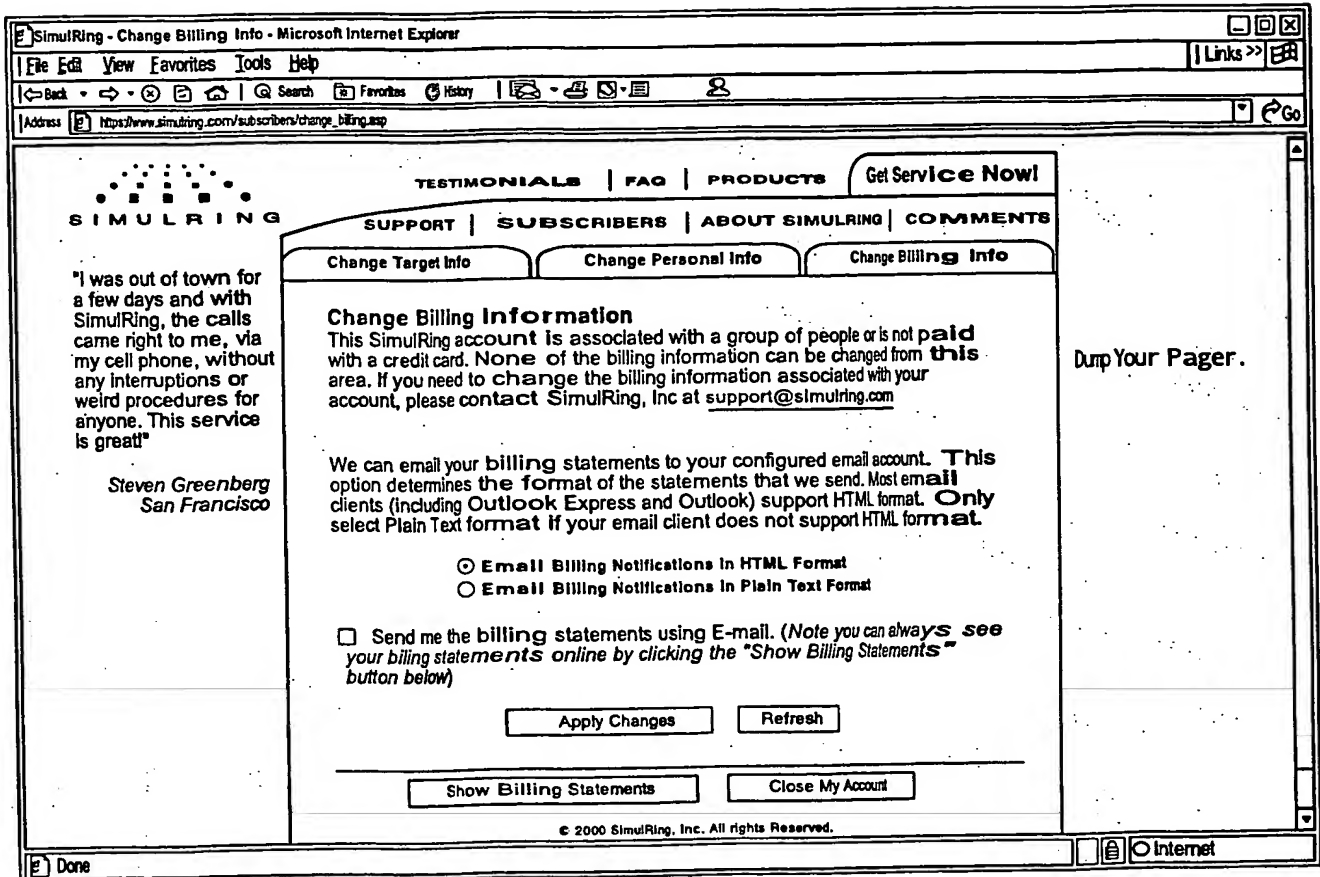 SimulRing - Change Billing Info - Microsoft Internet Explorer
File Edit View Favorites Tools Help
Links >>
Back Search Favorites History
Address https://www.simulring.com/subscribers/change_billing.asp
Go
SIMULRING
TESTIMONIALS | FAQ | PRODUCTS
Get Service Now!
SUPPORT | SUBSCRIBERS | ABOUT SIMULRING | COMMENTS
Change Target Info
Change Personal Info
Change Billing Info
"I was out of town for
a few days and with
SimulRing, the calls
came right to me, via
my cell phone, without
any interruptions or
weird procedures for
anyone. This service
is great!"
Steven Greenberg
San Francisco
Change Billing Information
This SimulRing account is associated with a group of people or is not paid
with a credit card. None of the billing information can be changed from this
area. If you need to change the billing information associated with your
account, please contact SimulRing, Inc at support@simulring.com
We can email your billing statements to your configured email account. This
option determines the format of the statements that we send. Most email
clients (including Outlook Express and Outlook) support HTML format. Only
select Plain Text format if your email client does not support HTML format.
Email Billing Notifications in HTML Format
Email Billing Notifications in Plain Text Format
Send me the billing statements using E-mail. (Note you can always see
your biling statements online by clicking the "Show Billing Statements"
button below)
Apply Changes
Refresh
Show Billing Statements
Close My Account
© 2000 SimulRing, Inc. All rights Reserved.
Dump Your Pager.
Done
Internet